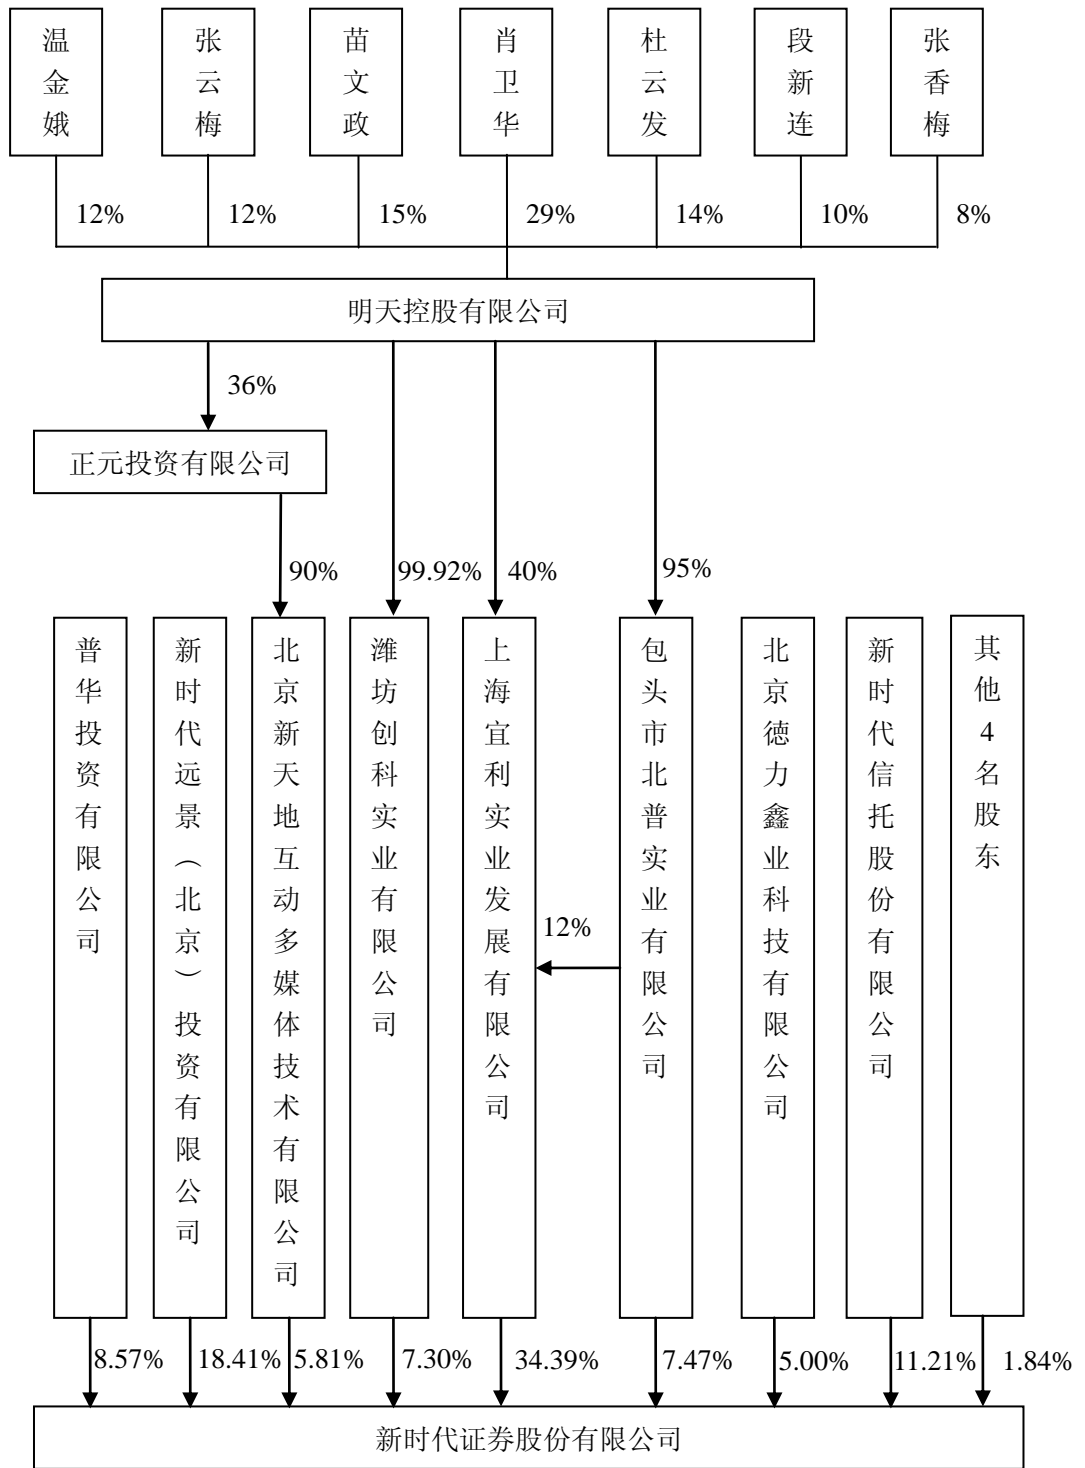 温金娥
张云梅
苗文政
肖卫华
杜云发
段新连
张香梅
12%
12%
15%
29%
14%
10%
8%
明天控股有限公司
36%
正元投资有限公司
90%
99.92%
40%
95%
普华投资有限公司
新时代远景（北京）投资有限公司
北京新天地互动多媒体技术有限公司
潍坊创科实业有限公司
上海宜利实业发展有限公司
12%
包头市北普实业有限公司
北京德力鑫业科技有限公司
新时代信托股份有限公司
其他4名股东
8.57%
18.41%
5.81%
7.30%
34.39%
7.47%
5.00%
11.21%
1.84%
新时代证券股份有限公司